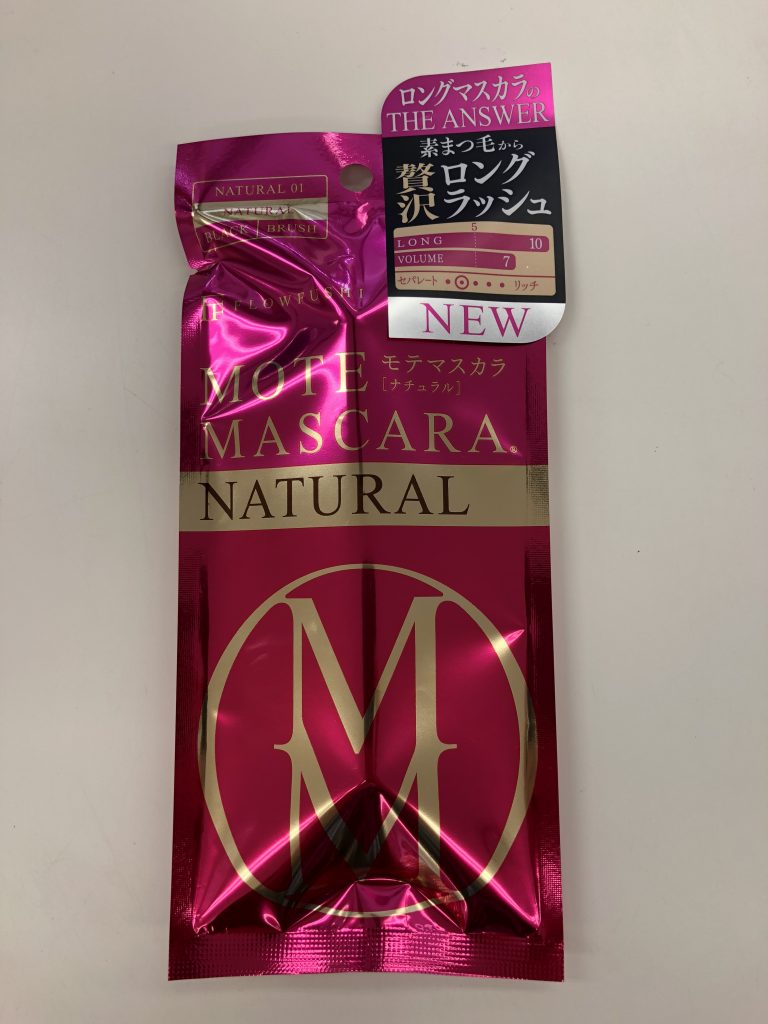 ロングマスカラの
THE ANSWER
素まつ毛から
贅沢
ロング
ラッシュ
5
LONG 10
VOLUME 7
セパレート リッチ
NEW
NATURAL 01
NATURAL
BLACK BRUSH
FLOWFUSHI
MOTE モテマスカラ
[ナチュラル]
MASCARA®
NATURAL
M
M